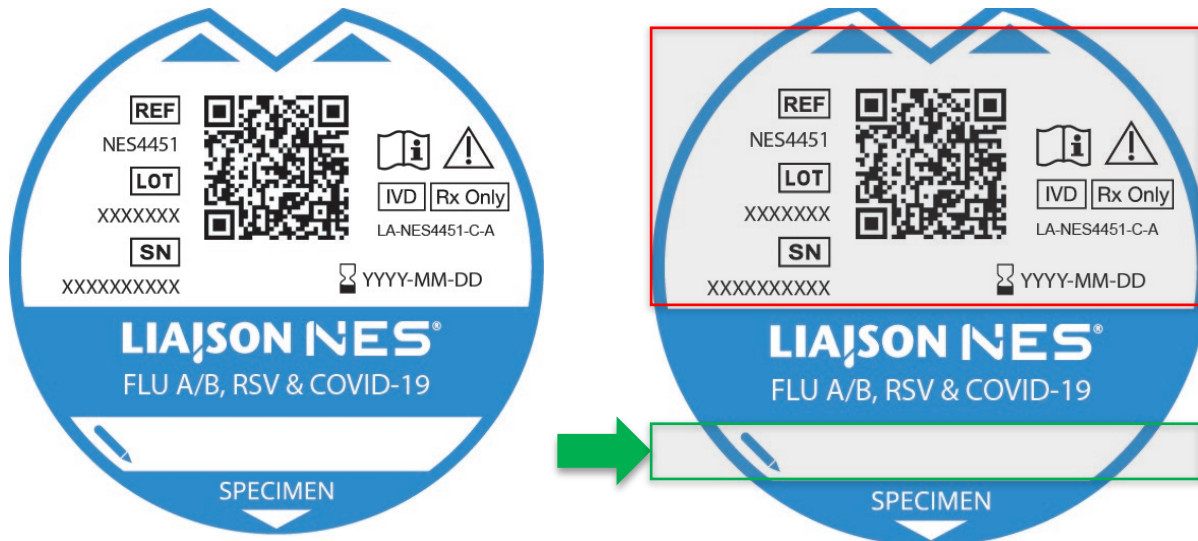 REF
NES4451
LOT
XXXXXXX
SN
XXXXXXXXXX
IVD Rx Only
LA-NES4451-C-A
YYYY-MM-DD
LIAISON NES®
FLU A/B, RSV & COVID-19
SPECIMEN
REF
NES4451
LOT
XXXXXXX
SN
XXXXXXXXXX
IVD Rx Only
LA-NES4451-C-A
YYYY-MM-DD
LIAISON NES®
FLU A/B, RSV & COVID-19
SPECIMEN